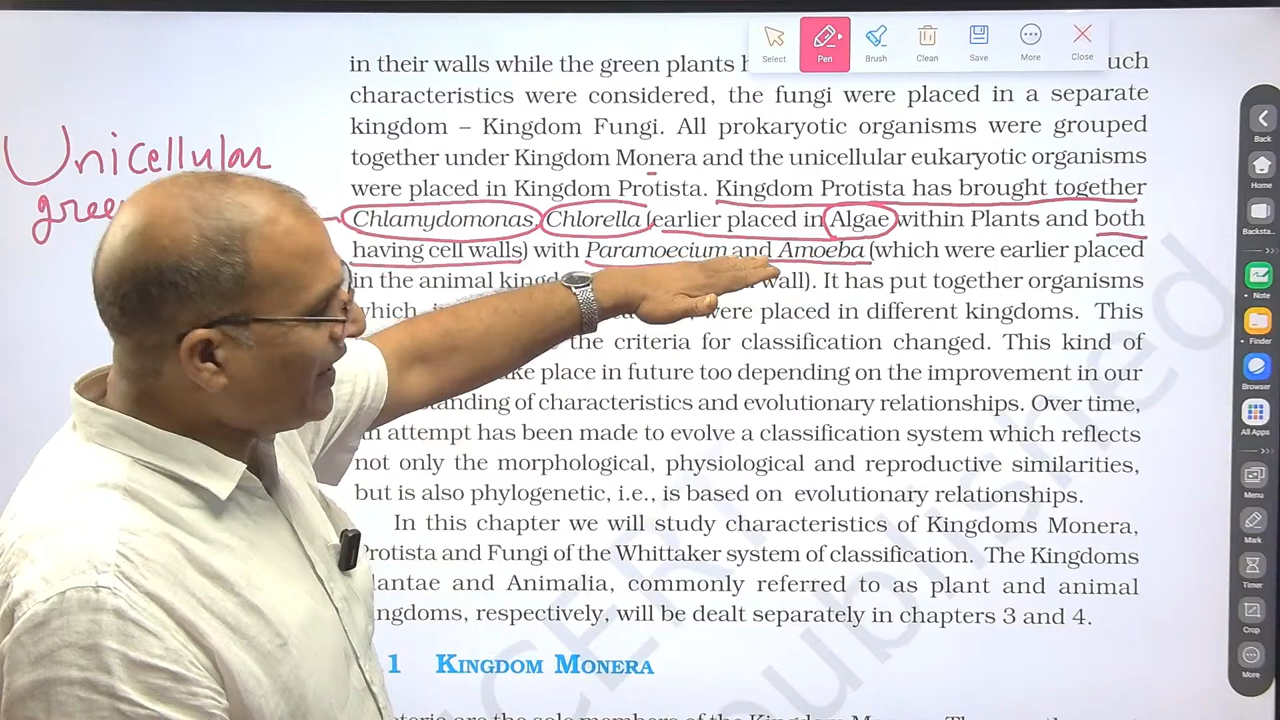 Select
Pen
Brush
Clean
Save
More
Close
in their walls while the green plants
uch
characteristics were considered, the fungi were placed in a separate
kingdom – Kingdom Fungi. All prokaryotic organisms were grouped
together under Kingdom Monera and the unicellular eukaryotic organisms
were placed in Kingdom Protista. Kingdom Protista has brought together
Unicellular
Chlamydomonas, Chlorella (earlier placed in Algae within Plants and both
having cell walls) with Paramoecium and Amoeba (which were earlier placed
in the animal wall). It has put together organisms
were placed in different kingdoms. This
the criteria for classification changed. This kind of
place in future too depending on the improvement in our
of characteristics and evolutionary relationships. Over time,
attempt has been made to evolve a classification system which reflects
not only the morphological, physiological and reproductive similarities,
but is also phylogenetic, i.e., is based on evolutionary relationships.
In this chapter we will study characteristics of Kingdoms Monera,
Protista and Fungi of the Whittaker system of classification. The Kingdoms
and Animalia, commonly referred to as plant and animal
respectively, will be dealt separately in chapters 3 and 4.
1 KINGDOM MONERA
are the sole members of the Kingdom
NCERT
published
Back
Home
Backsta..
Note
Finder
Browser
All Apps
Menu
Mark
Timer
Crop
More